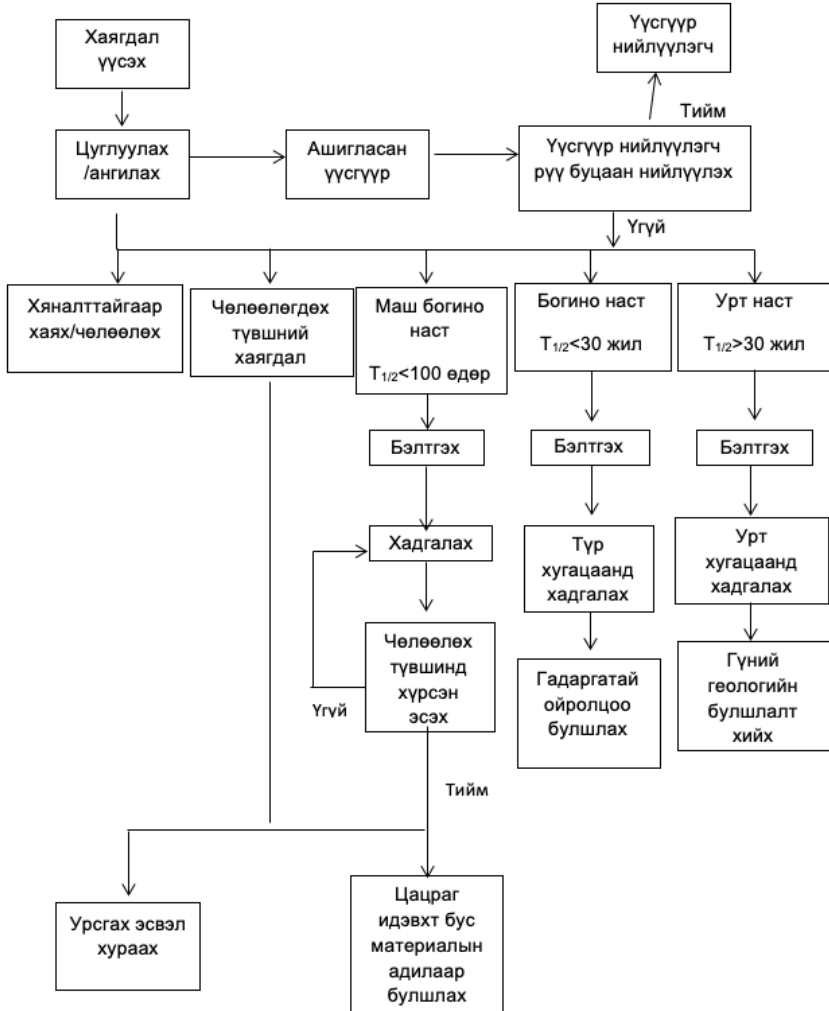 Хаягдал
үүсэх
Үүсгүүр
нийлүүлэгч
Тийм
Цуглуулах
/ангилах
Ашигласан
үүсгүүр
Үүсгүүр нийлүүлэгч
рүү буцаан нийлүүлэх
Үгүй
Хяналттайгаар
хаях/чөлөөлөх
Чөлөөлөгдөх
түвшний
хаягдал
Маш богино
наст
T1/2<100 өдөр
Богино наст
T1/2<30 жил
Урт наст
T1/2>30 жил
Бэлтгэх
Бэлтгэх
Бэлтгэх
Хадгалах
Түр
хугацаанд
хадгалах
Урт
хугацаанд
хадгалах
Чөлөөлөх
түвшинд
хүрсэн
эсэх
Үгүй
Гадаргатай
ойролцоо
булшлах
Гүний
геологийн
булшлалт
хийх
Тийм
Урсгах эсвэл
хураах
Цацраг
идэвхт бус
материалын
адилаар
булшлах